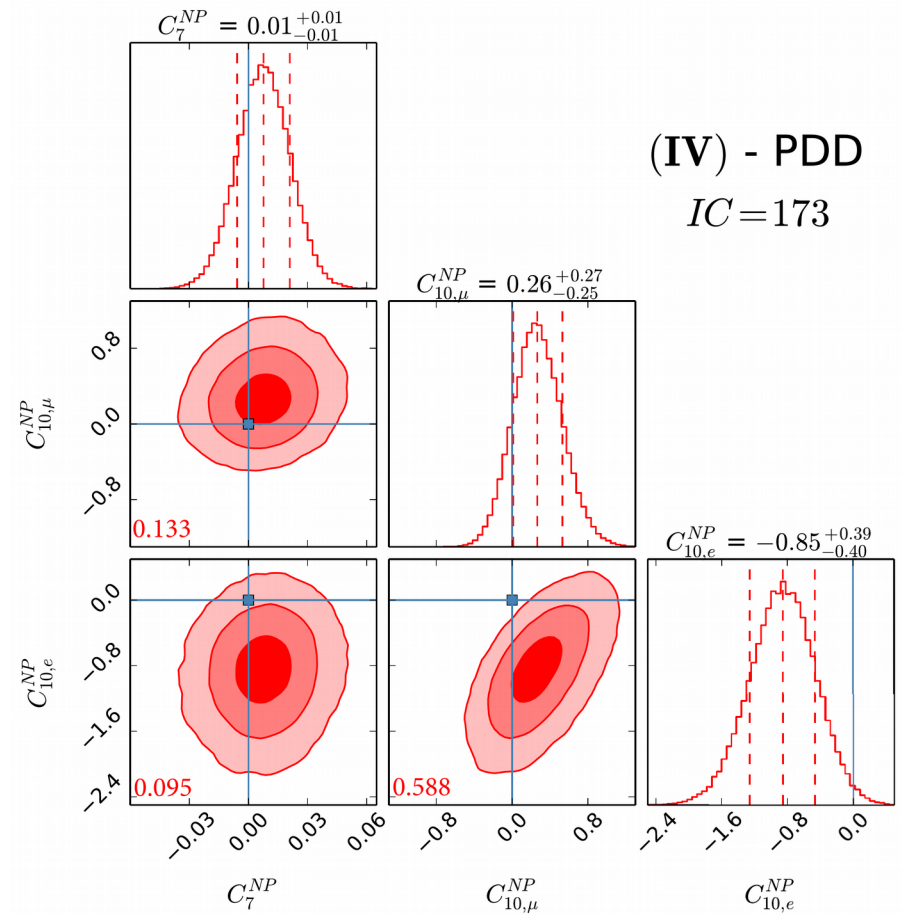 C_7^{NP} = 0.01^{+0.01}_{-0.01}
(IV) - PDD
IC = 173
C_{10,μ}^{NP} = 0.26^{+0.27}_{-0.25}
C_{10,μ}^{NP}
0.8
0.0
−0.8
0.133
C_{10,e}^{NP} = −0.85^{+0.39}_{-0.40}
C_{10,e}^{NP}
0.0
−0.8
−1.6
−2.4
0.095
0.588
−0.03 0.00 0.03 0.06
−0.8 0.0 0.8
−2.4 −1.6 −0.8 0.0
C_7^{NP}
C_{10,μ}^{NP}
C_{10,e}^{NP}